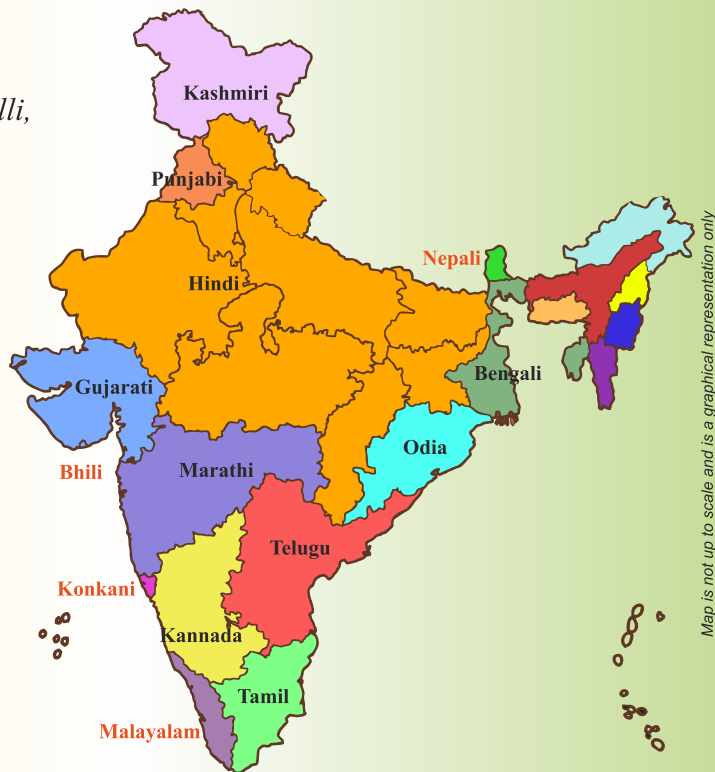 Kashmiri
lli,
Punjabi
Nepali
Hindi
Bengali
Gujarati
Odia
Bhili
Marathi
Telugu
Konkani
Kannada
Tamil
Malayalam
Map is not up to scale and is a graphical representation only